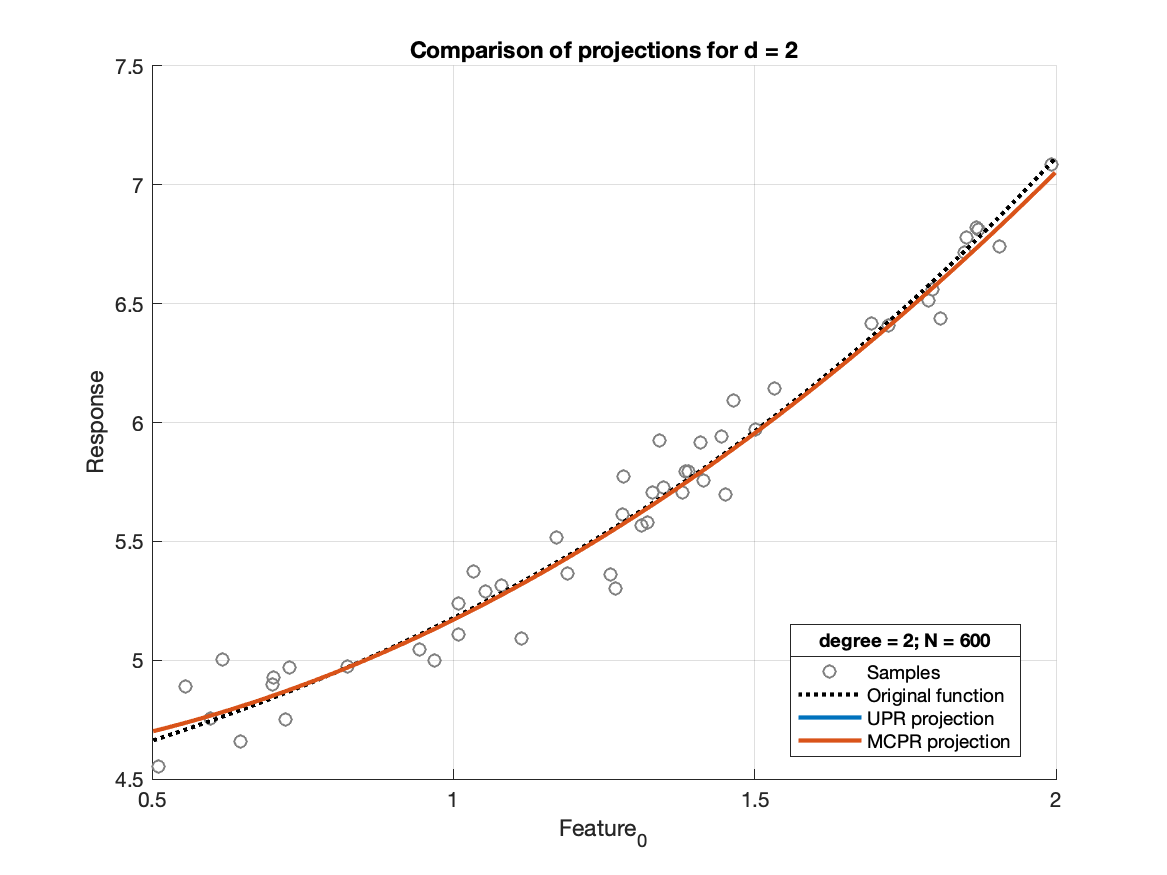 Comparison of projections for d = 2
7.5
7
6.5
6
5.5
5
4.5
Response
0.5
1
1.5
2
Feature0
degree = 2; N = 600
Samples
Original function
UPR projection
MCPR projection